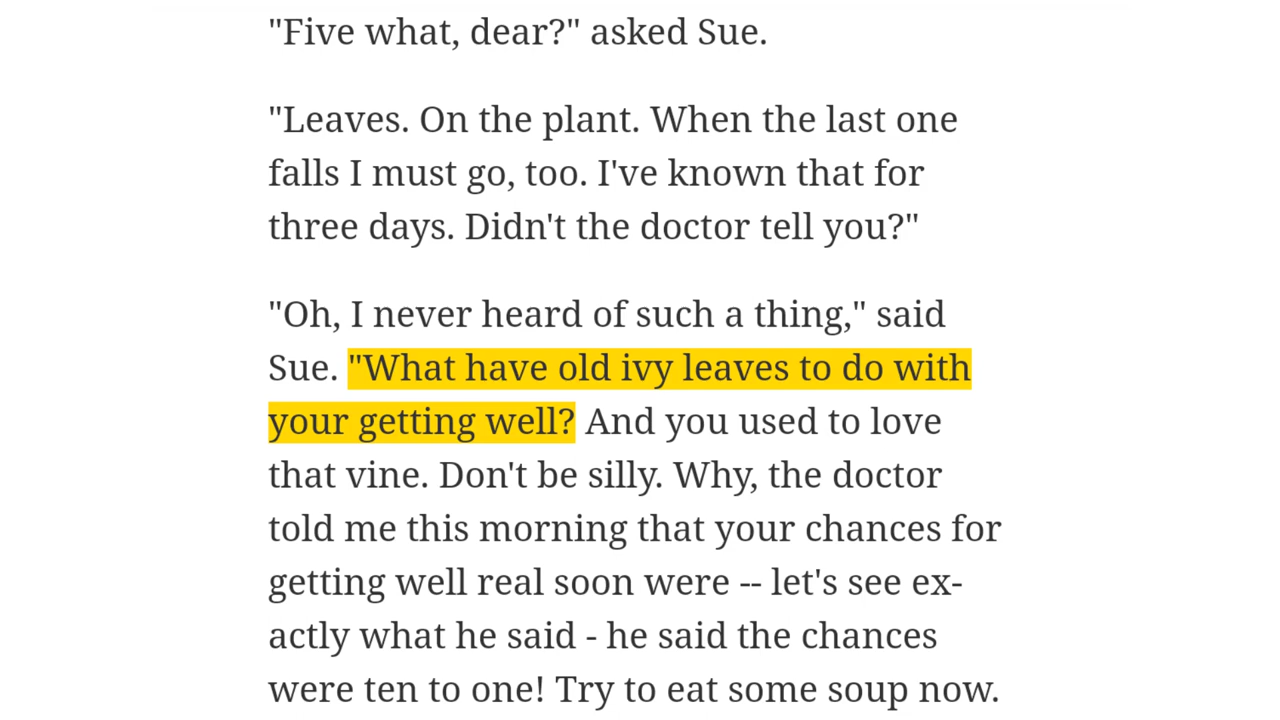 "Five what, dear?" asked Sue.
"Leaves. On the plant. When the last one
falls I must go, too. I've known that for
three days. Didn't the doctor tell you?"
"Oh, I never heard of such a thing," said
Sue. "What have old ivy leaves to do with
your getting well? And you used to love
that vine. Don't be silly. Why, the doctor
told me this morning that your chances for
getting well real soon were -- let's see ex-
actly what he said - he said the chances
were ten to one! Try to eat some soup now.